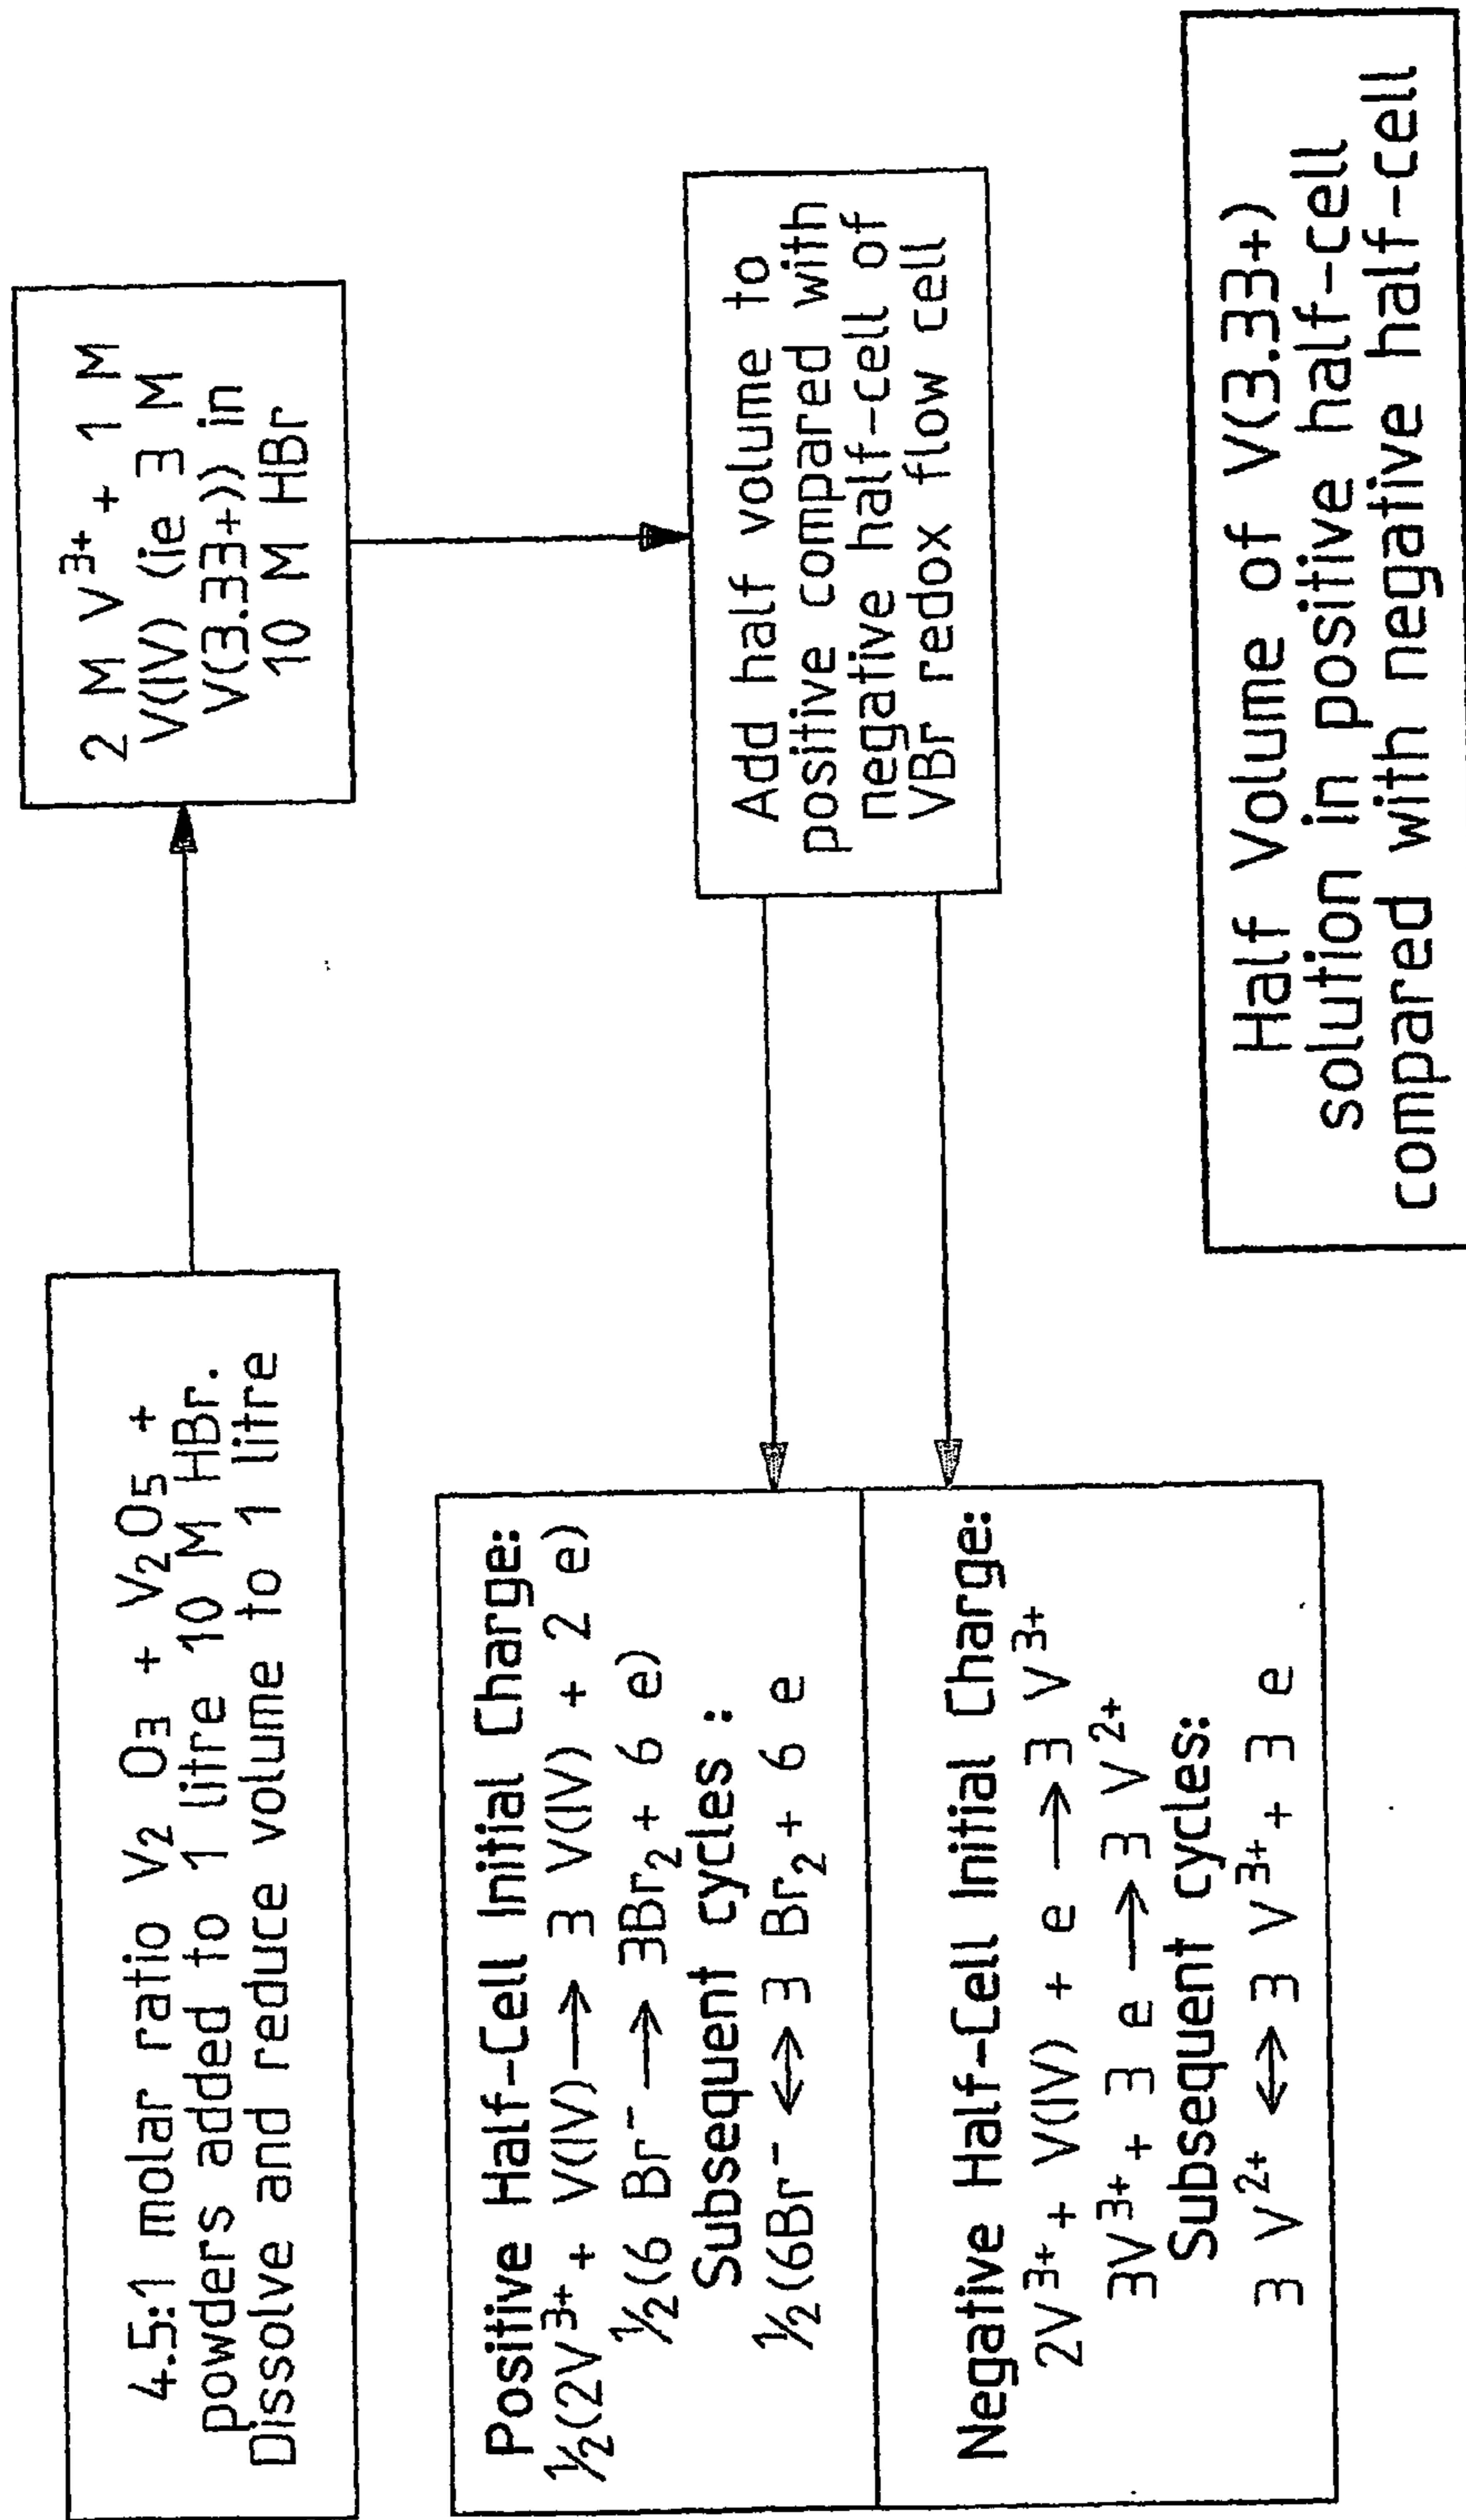 4.5:1 molar ratio V₂ O₃ + V₂O₅ +
powders added to 1 litre 10 M HBr.
Dissolve and reduce volume to 1 litre
2 M V³⁺ + 1 M
V(IV) (ie 3 M
V(3.33+)) in
10 M HBr
Add half volume to
positive compared with
negative half-cell of
VBr redox flow cell
Positive Half-Cell Initial Charge:
½(2V³⁺ + V(IV) → 3 V(IV) + 2 e)
½(6 Br⁻ → 3Br₂ + 6 e)
Subsequent cycles :
½(6Br⁻ <-> 3 Br₂ + 6 e
Negative Half-Cell Initial Charge:
2V³⁺ + V(IV) + e → 3 V³⁺
3V³⁺ + 3 e → 3 V²⁺
Subsequent cycles:
3 V²⁺ <-> 3 V³⁺ + 3 e
Half Volume of V(3.33+)
solution in positive half-cell
compared with negative half-cell